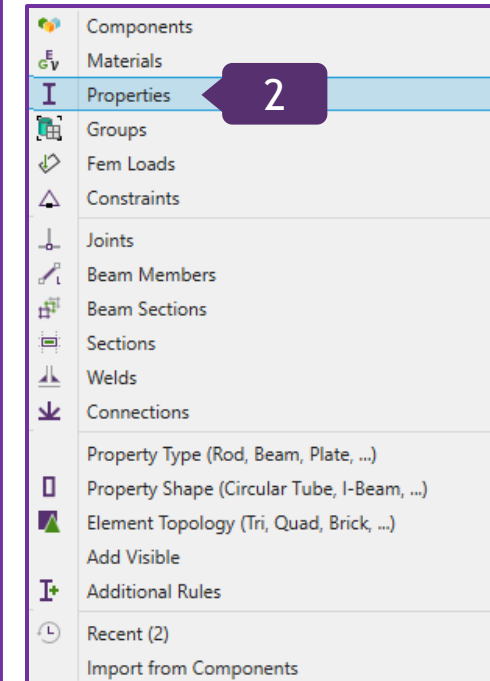 Components
Materials
Properties
2
Groups
Fem Loads
Constraints
Joints
Beam Members
Beam Sections
Sections
Welds
Connections
Property Type (Rod, Beam, Plate, ...)
Property Shape (Circular Tube, I-Beam, ...)
Element Topology (Tri, Quad, Brick, ...)
Add Visible
Additional Rules
Recent (2)
Import from Components